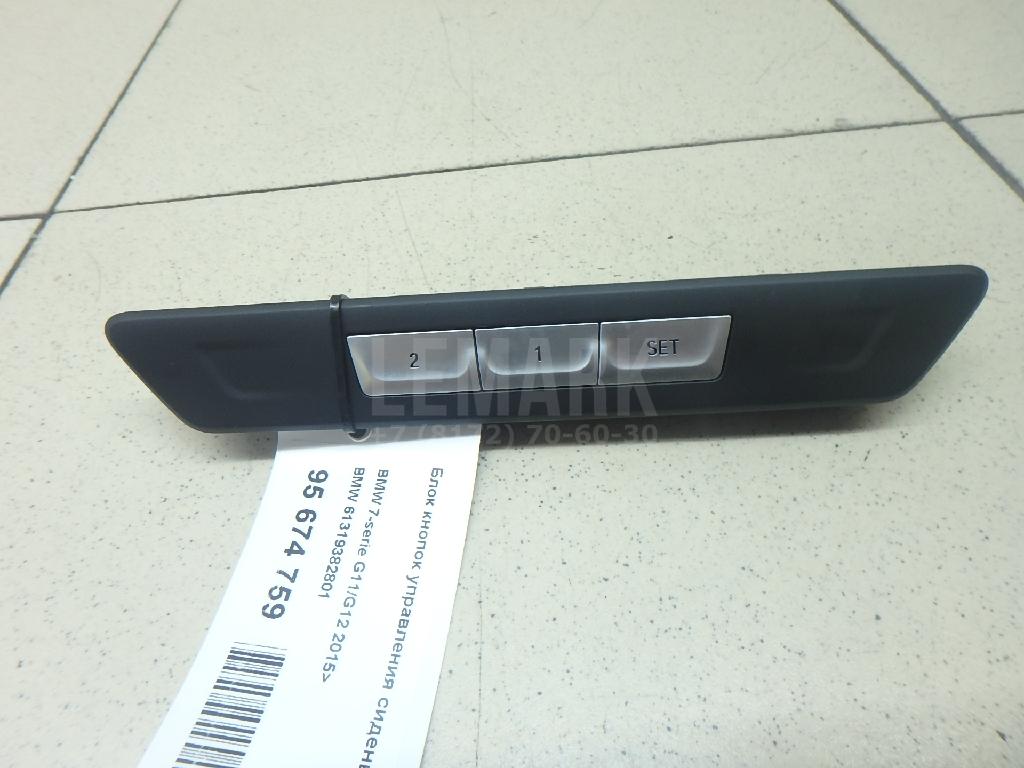 2 1 SET
LEMARK
+7 (8172) 70-60-30
Блок кнопок управления
BMW 7-serie G11/G12 2015>
BMW 61319382801
95 674 759